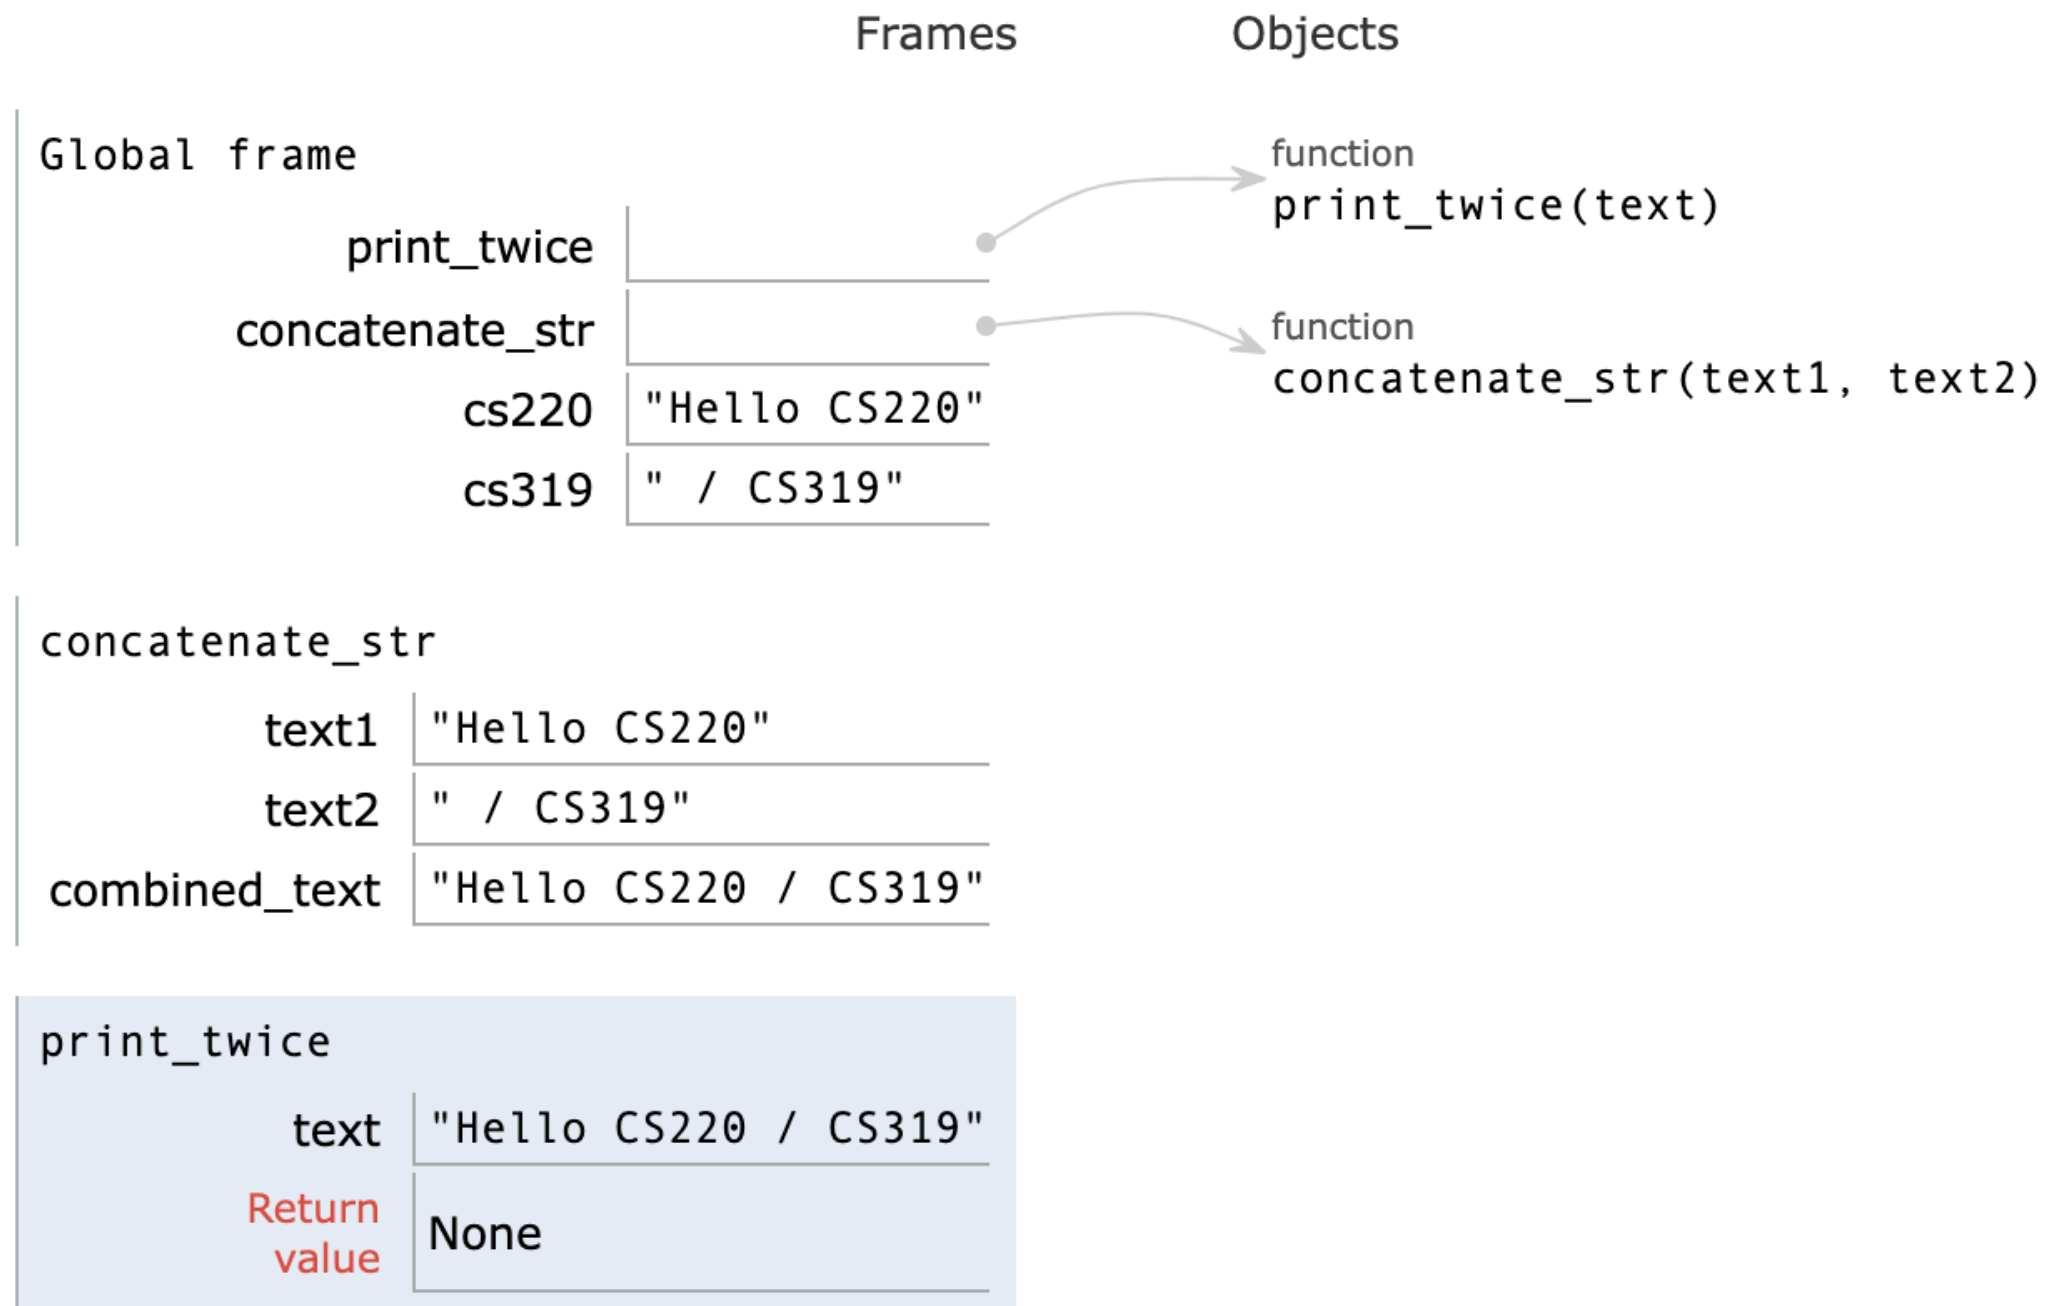 Frames Objects
Global frame
function
print_twice(text)
print_twice
function
concatenate_str(text1, text2)
concatenate_str
cs220 "Hello CS220"
cs319 " / CS319"
concatenate_str
text1 "Hello CS220"
text2 " / CS319"
combined_text "Hello CS220 / CS319"
print_twice
text "Hello CS220 / CS319"
Return
value
None